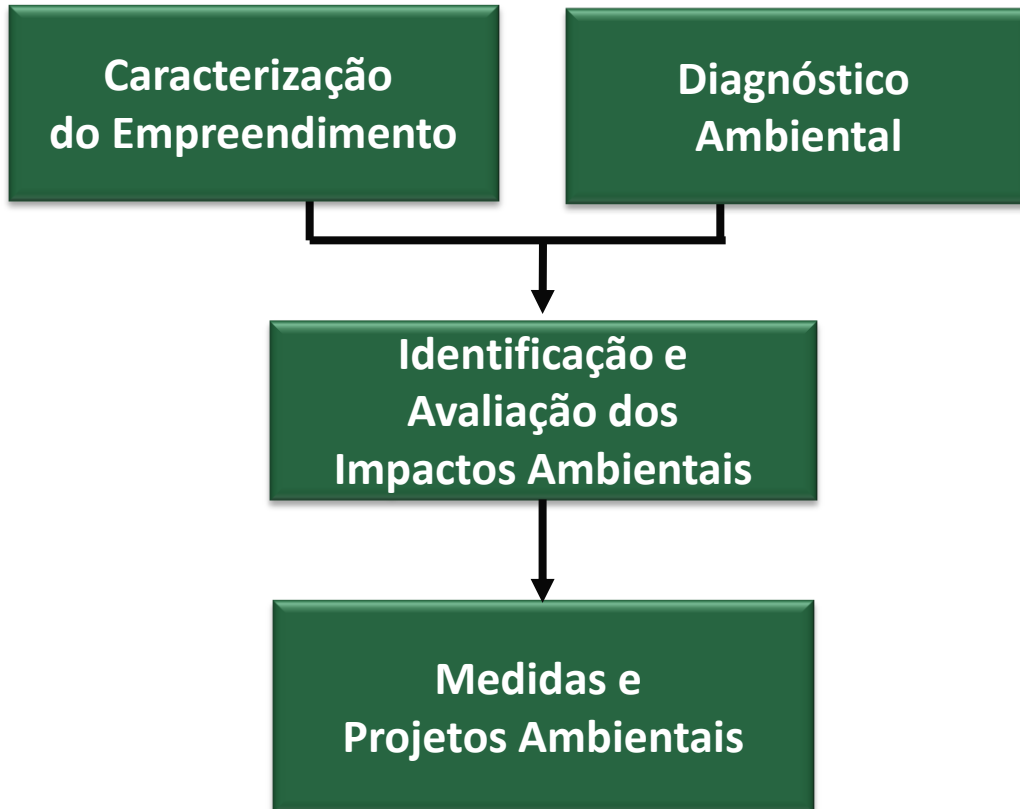 Caracterização
do Empreendimento
Diagnóstico
Ambiental
Identificação e
Avaliação dos
Impactos Ambientais
Medidas e
Projetos Ambientais